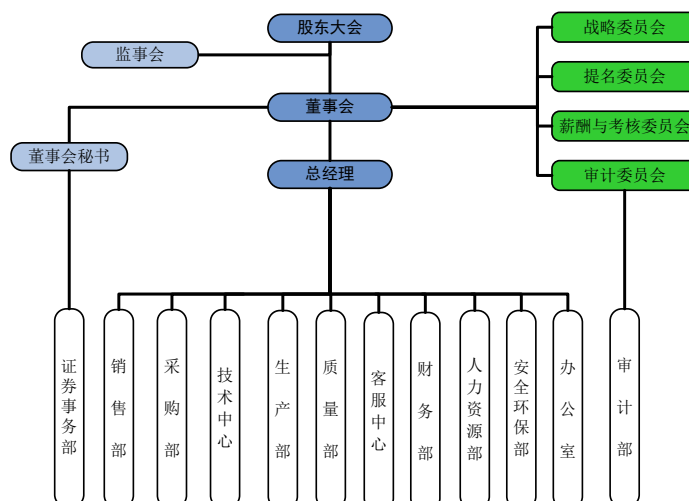 股东大会
战略委员会
监事会
提名委员会
董事会
薪酬与考核委员会
董事会秘书
总经理
审计委员会
证券事务部
销售部
采购部
技术中心
生产部
质量部
客服中心
财务部
人力资源部
安全环保部
办公室
审计部